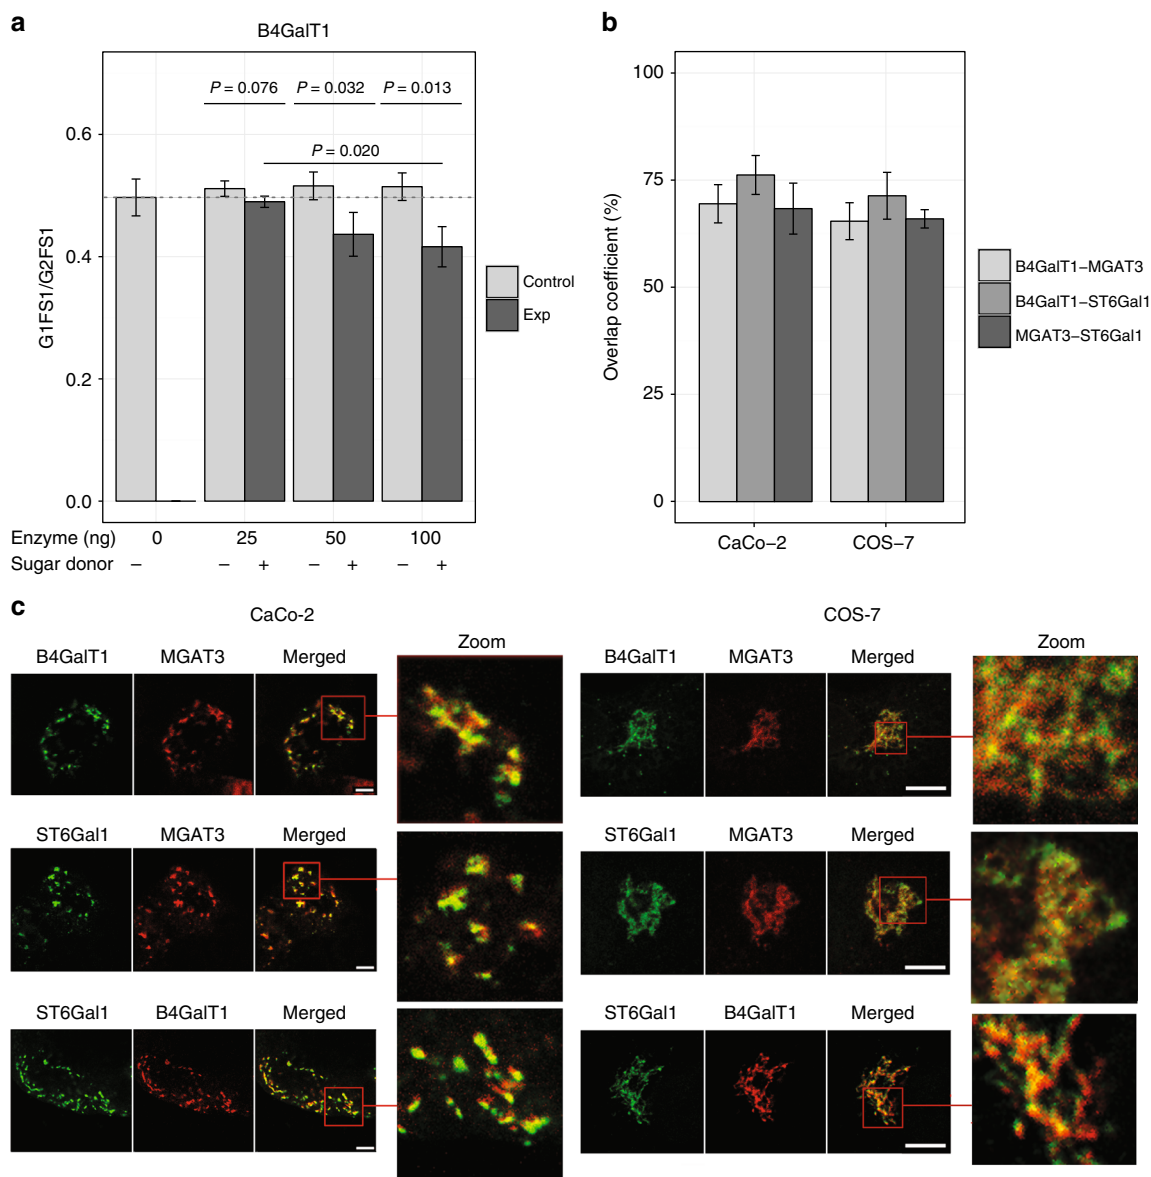 a
B4GalT1
P = 0.076
P = 0.032
P = 0.013
P = 0.020
0.6
0.4
0.2
0.0
G1FS1/G2FS1
Control
Exp
Enzyme (ng) 0 25 50 100
Sugar donor – – + – + – +
b
100
75
50
25
0
Overlap coefficient (%)
CaCo–2 COS–7
B4GalT1–MGAT3
B4GalT1–ST6Gal1
MGAT3–ST6Gal1
c
CaCo-2
B4GalT1 MGAT3 Merged Zoom
ST6Gal1 MGAT3 Merged
ST6Gal1 B4GalT1 Merged
COS-7
B4GalT1 MGAT3 Merged Zoom
ST6Gal1 MGAT3 Merged
ST6Gal1 B4GalT1 Merged